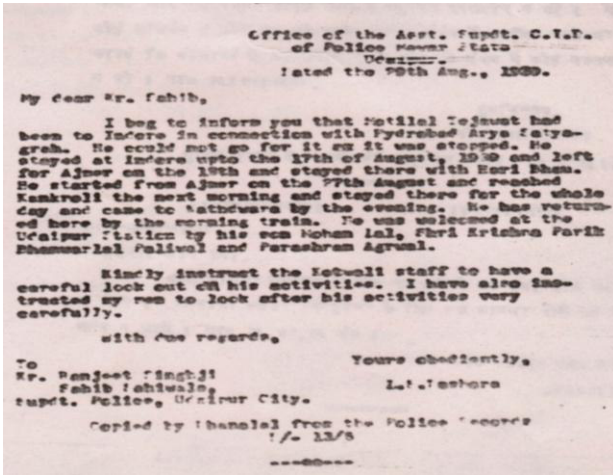 Office of the Asst. Supdt. C.I.D.
of Police Mewar State
Udaipur.
Dated the 29th Aug., 1939.
My dear Mr. Sahib,
I beg to inform you that Motilal Tejawat had
been to Indore in connection with Hydrabad Arya Satya-
grah. He could not go for it as it was stopped. He
stayed at Indore upto the 17th of August, 1939 and left
for Ajmer on the 18th and stayed there with Hari Bhau.
He started from Ajmer on the 27th August and reached
Kankroli the next morning and stayed there for the whole
day and came to Nathdwara by the evening. He has return-
ed here by the morning train. He was welcomed at the
Udaipur Station by his son Mohan Lal, Shri Krishna Parik
Bhanwarlal Paliwal and Parashram Agrwal.
Kindly instruct the Kotwali staff to have a
careful look out on his activities. I have also ins-
tructed my men to look after his activities very
carefully.
With due regards,
To
Yours obediently,
Mr. Ranjeet Singhji
Sahib Sahiwala,
Supdt. Police, Udaipur City.
Copied by Dhanalal from the Police Records